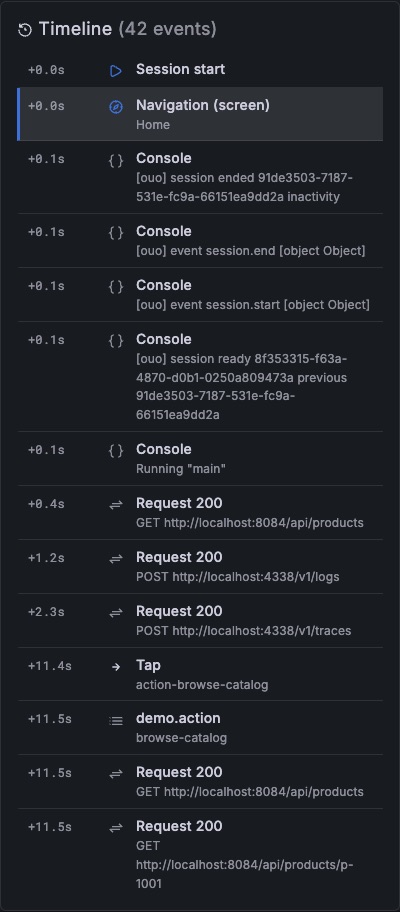 Timeline (42 events)
+0.0s Session start
+0.0s Navigation (screen)
Home
+0.1s { } Console
[ouo] session ended 91de3503-7187-
531e-fc9a-66151ea9dd2a inactivity
+0.1s { } Console
[ouo] event session.end [object Object]
+0.1s { } Console
[ouo] event session.start [object Object]
+0.1s { } Console
[ouo] session ready 8f353315-f63a-
4870-d0b1-0250a809473a previous
91de3503-7187-531e-fc9a-
66151ea9dd2a
+0.1s { } Console
Running "main"
+0.4s Request 200
GET http://localhost:8084/api/products
+1.2s Request 200
POST http://localhost:4338/v1/logs
+2.3s Request 200
POST http://localhost:4338/v1/traces
+11.4s Tap
action-browse-catalog
+11.5s demo.action
browse-catalog
+11.5s Request 200
GET http://localhost:8084/api/products
+11.5s Request 200
GET
http://localhost:8084/api/products/p-
1001